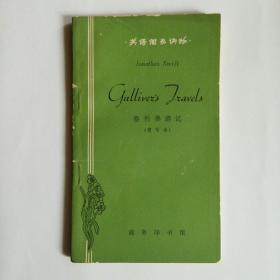 ·英语简易读物·
Jonathan Swift
Gulliver's Travels
格列弗游记
(简写本)
商务印书馆